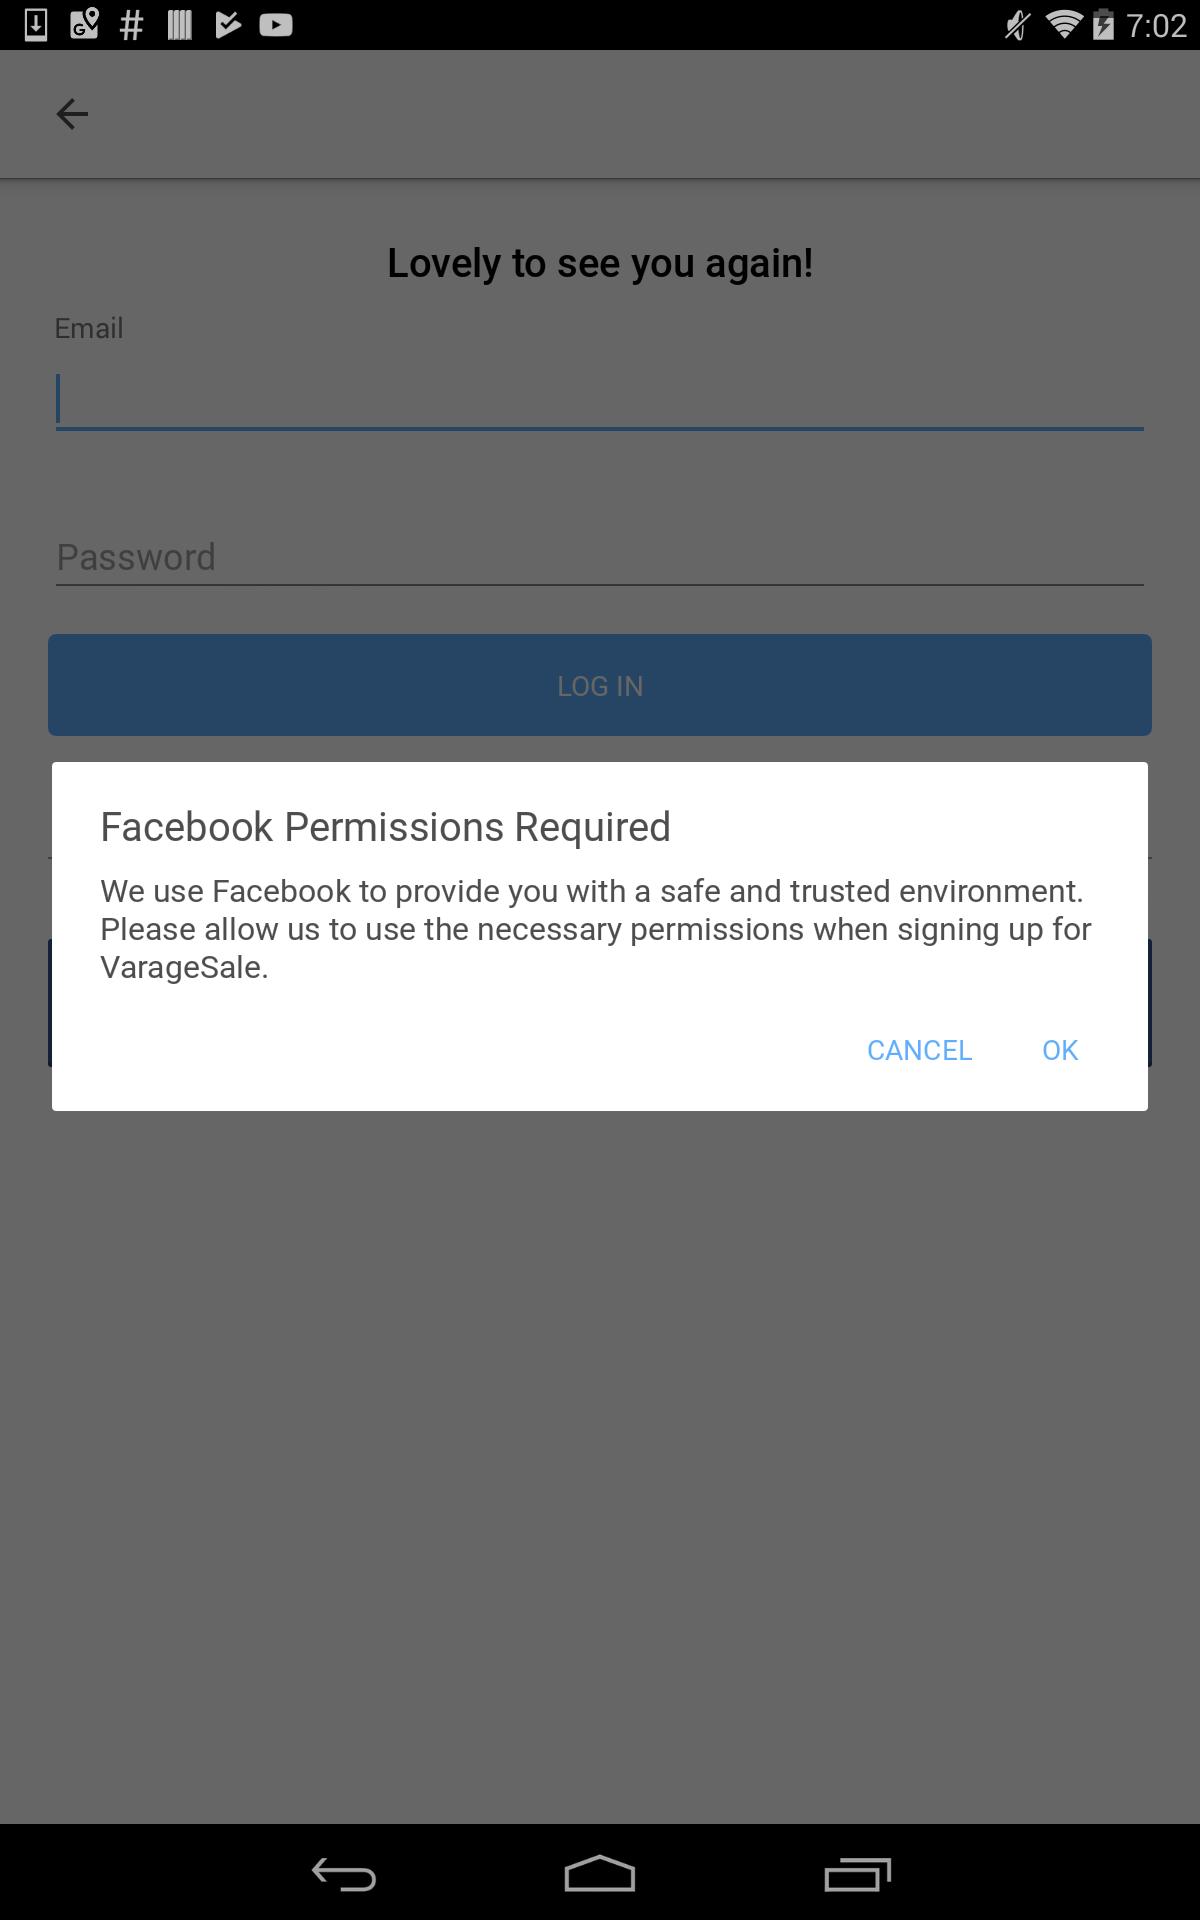 7:02
Lovely to see you again!
Email
Password
LOG IN
Facebook Permissions Required
We use Facebook to provide you with a safe and trusted environment.
Please allow us to use the necessary permissions when signing up for
VarageSale.
CANCEL OK